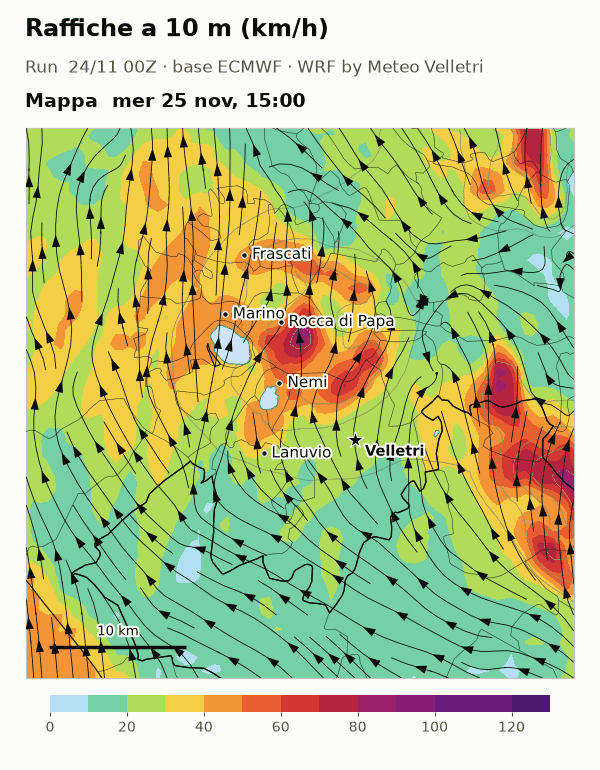 Raffiche a 10 m (km/h)
Run 24/11 00Z · base ECMWF · WRF by Meteo Velletri
Mappa mer 25 nov, 15:00
Frascati
Marino
Rocca di Papa
Nemi
Lanuvio
Velletri
10 km
0 20 40 60 80 100 120